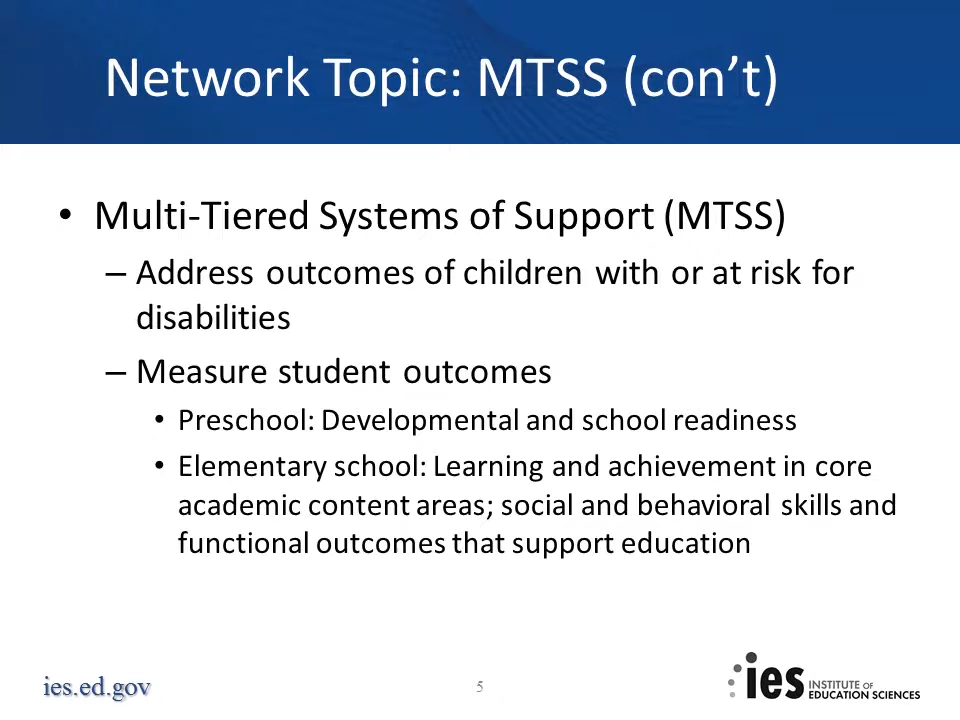 Network Topic: MTSS (con’t)
• Multi-Tiered Systems of Support (MTSS)
– Address outcomes of children with or at risk for
disabilities
– Measure student outcomes
• Preschool: Developmental and school readiness
• Elementary school: Learning and achievement in core
academic content areas; social and behavioral skills and
functional outcomes that support education
ies.ed.gov
5
ies
INSTITUTE OF
EDUCATION SCIENCES